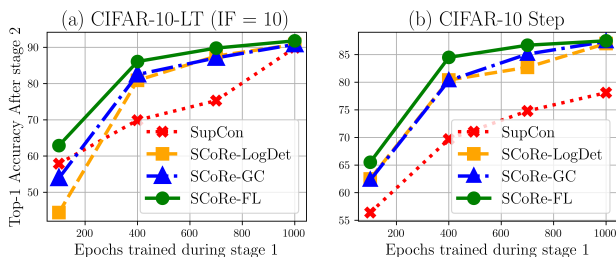 (a) CIFAR-10-LT (IF = 10)
Top-1 Accuracy After stage 2
90
80
70
60
50
200
400
600
800
1000
Epochs trained during stage 1
SupCon
SCoRe-LogDet
SCoRe-GC
SCoRe-FL
(b) CIFAR-10 Step
85
80
75
70
65
60
55
200
400
600
800
1000
Epochs trained during stage 1
SupCon
SCoRe-LogDet
SCoRe-GC
SCoRe-FL